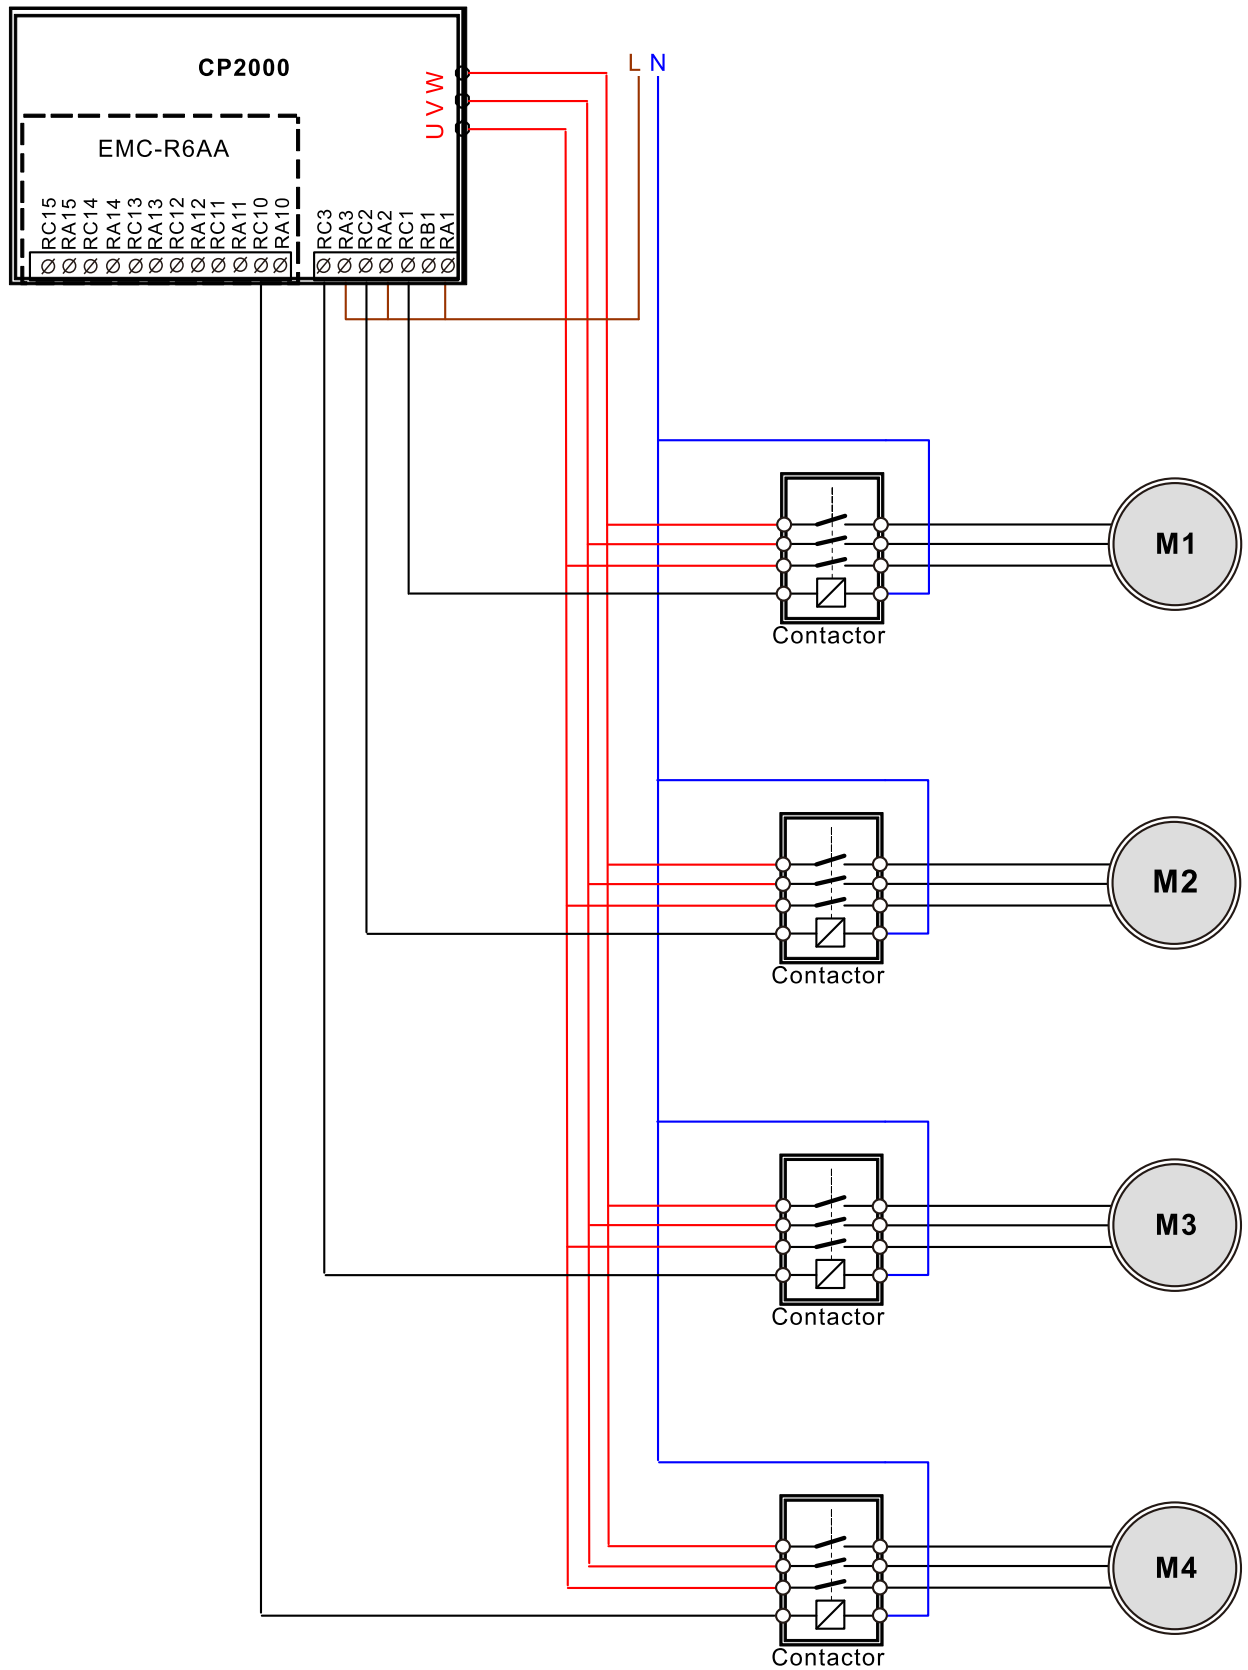 CP2000
L N
U V W
EMC-R6AA
RC15
RA15
RC14
RA14
RC13
RA13
RC12
RA12
RC11
RA11
RC10
RA10
RC3
RA3
RC2
RA2
RC1
RB1
RA1
M1
Contactor
M2
Contactor
M3
Contactor
M4
Contactor